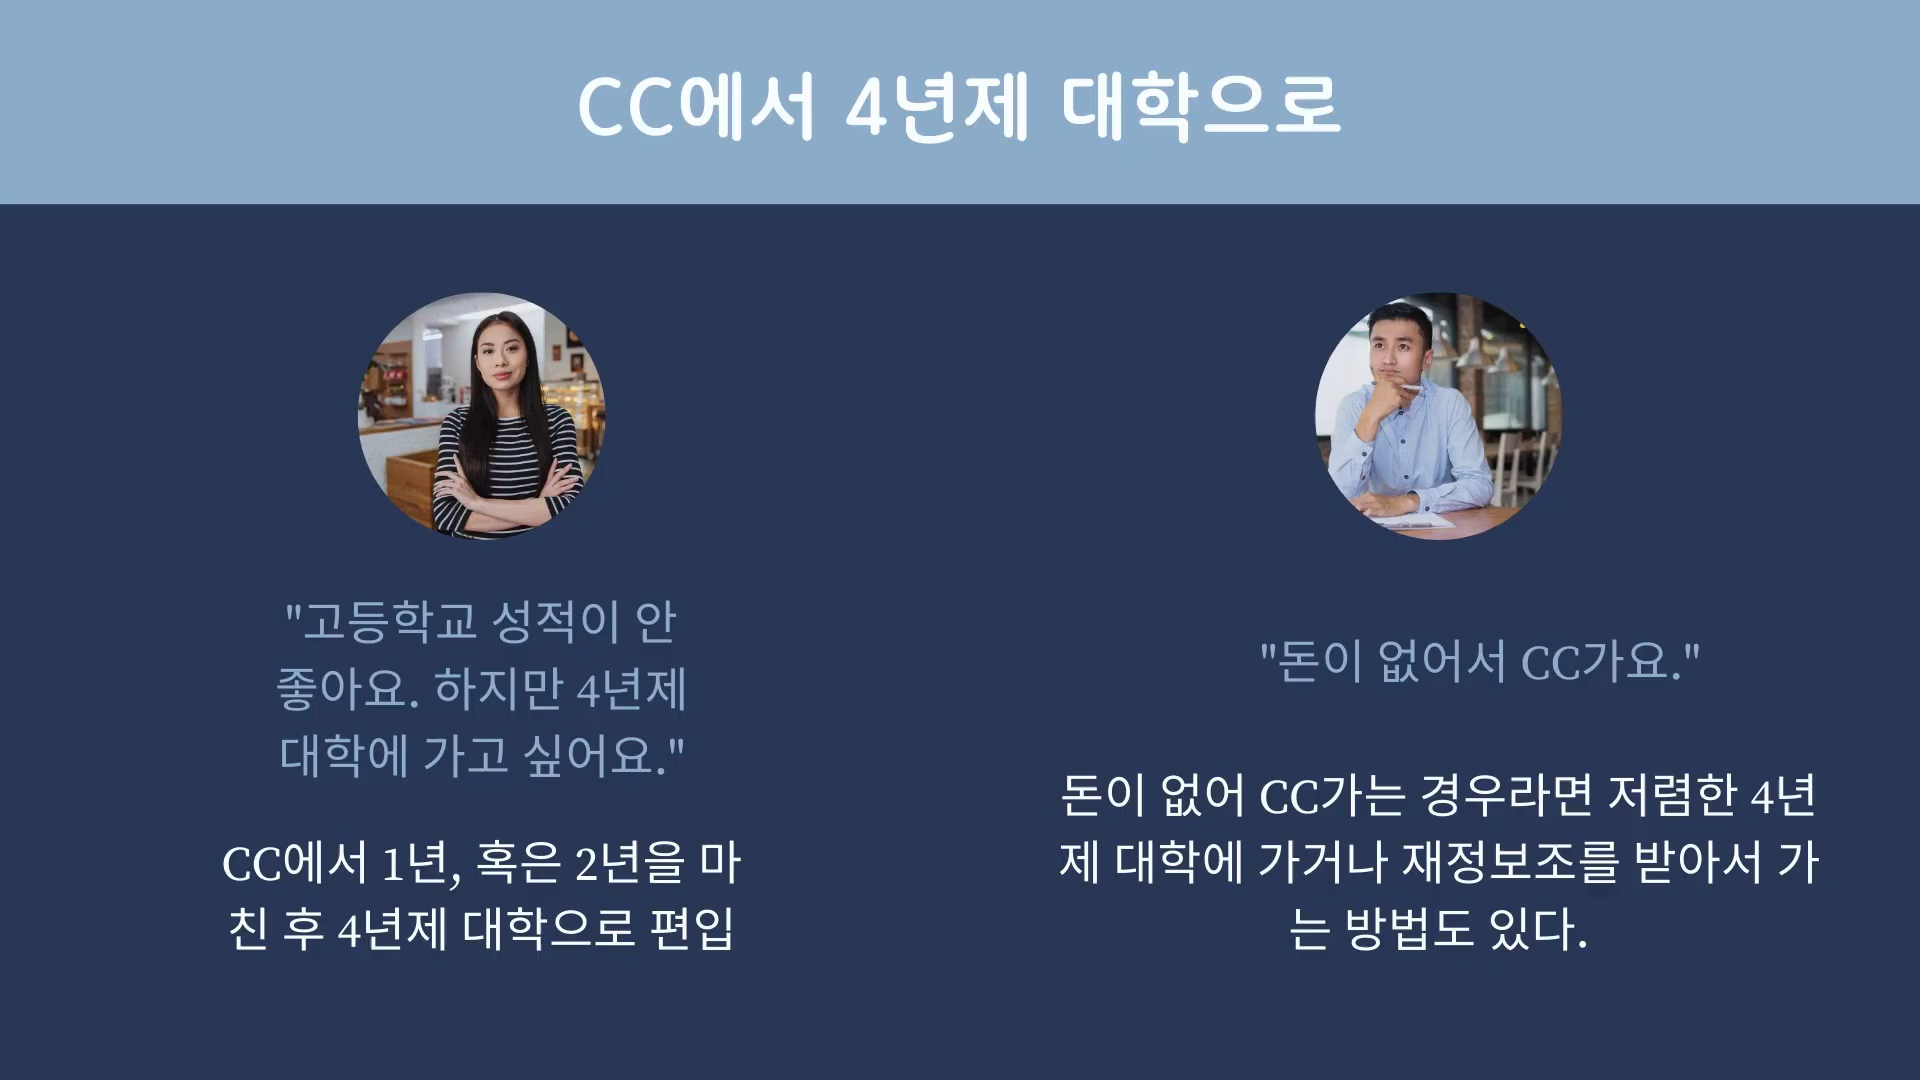 CC에서 4년제 대학으로
"고등학교 성적이 안
좋아요. 하지만 4년제
대학에 가고 싶어요."
CC에서 1년, 혹은 2년을 마
친 후 4년제 대학으로 편입
"돈이 없어서 CC가요."
돈이 없어 CC가는 경우라면 저렴한 4년
제 대학에 가거나 재정보조를 받아서 가
는 방법도 있다.